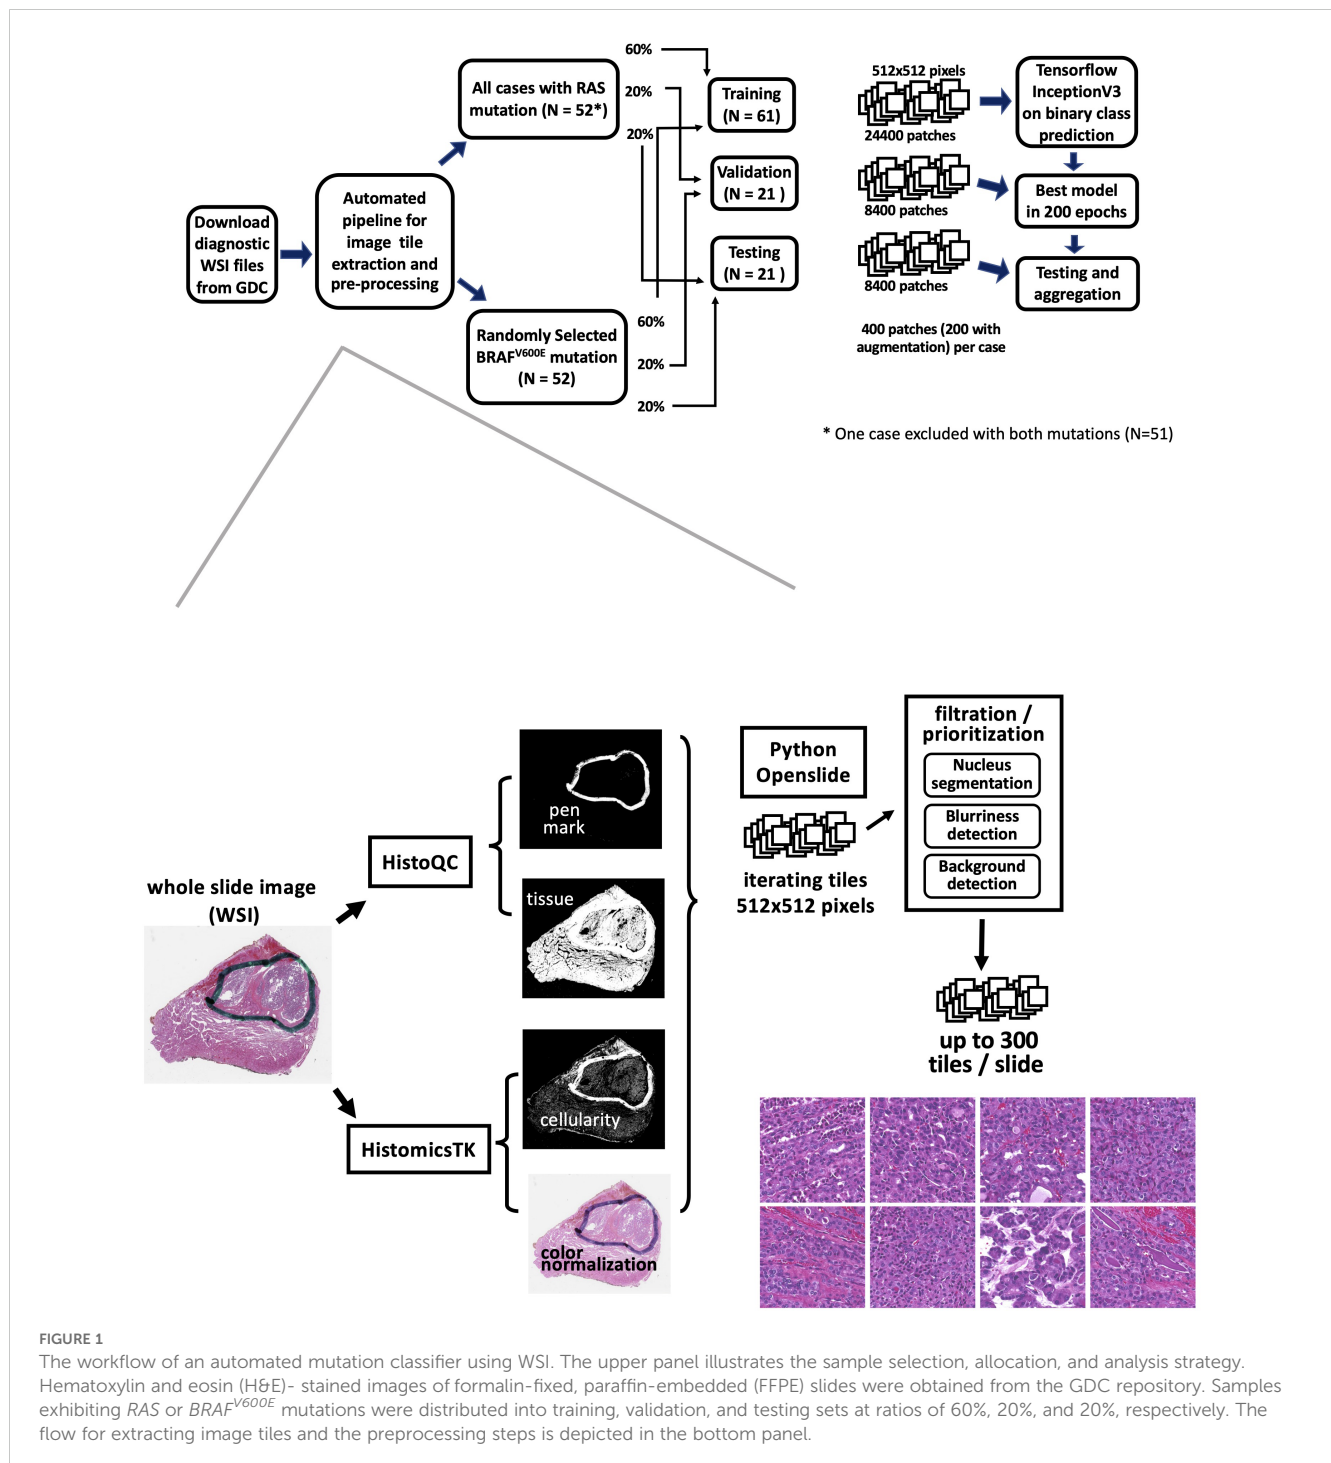 Download
diagnostic
WSI files
from GDC
Automated
pipeline for
image tile
extraction and
pre-processing
All cases with RAS
mutation (N = 52*)
Randomly Selected
BRAFV600E mutation
(N = 52)
60%
20%
20%
60%
20%
20%
Training
(N = 61)
Validation
(N = 21 )
Testing
(N = 21 )
512x512 pixels
24400 patches
8400 patches
8400 patches
400 patches (200 with
augmentation) per case
Tensorflow
InceptionV3
on binary class
prediction
Best model
in 200 epochs
Testing and
aggregation
* One case excluded with both mutations (N=51)
whole slide image
(WSI)
HistoQC
HistomicsTK
pen
mark
tissue
cellularity
color
normalization
Python
Openslide
iterating tiles
512x512 pixels
filtration /
prioritization
Nucleus
segmentation
Blurriness
detection
Background
detection
up to 300
tiles / slide
FIGURE 1
The workflow of an automated mutation classifier using WSI. The upper panel illustrates the sample selection, allocation, and analysis strategy.
Hematoxylin and eosin (H&E)- stained images of formalin-fixed, paraffin-embedded (FFPE) slides were obtained from the GDC repository. Samples
exhibiting RAS or BRAFV600E mutations were distributed into training, validation, and testing sets at ratios of 60%, 20%, and 20%, respectively. The
flow for extracting image tiles and the preprocessing steps is depicted in the bottom panel.